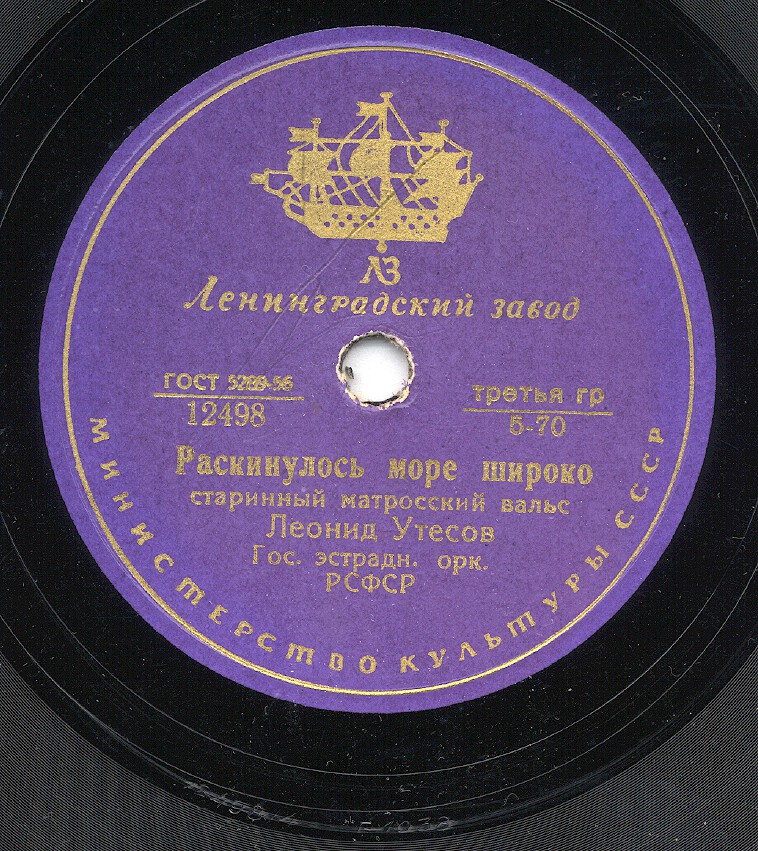 ЛЗ
Ленинградский завод
ГОСТ 5289-56
12498
третья гр
5-70
Раскинулось море широко
старинный матросский вальс
Леонид Утесов
Гос. эстрадн. орк.
РСФСР
МИНИСТЕРСТВО КУЛЬТУРЫ СССР